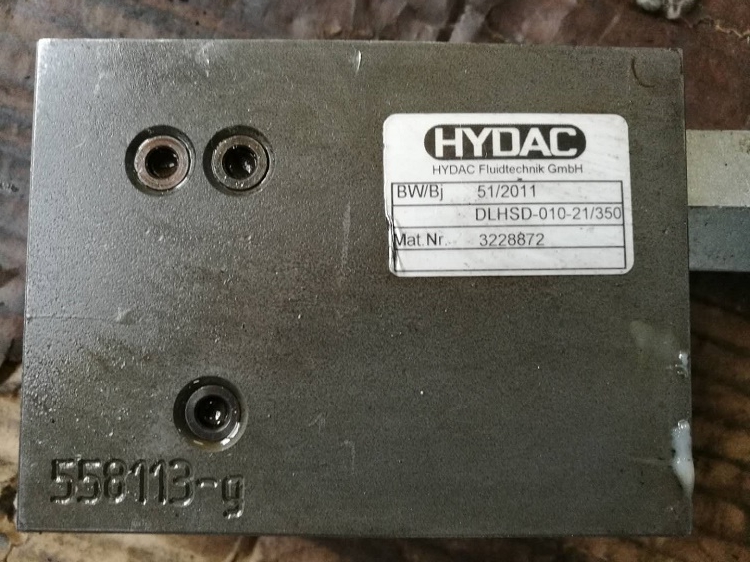 HYDAC
HYDAC Fluidtechnik GmbH
BW/Bj 51/2011
DLHSD-010-21/350
Mat.Nr. 3228872
558113-g